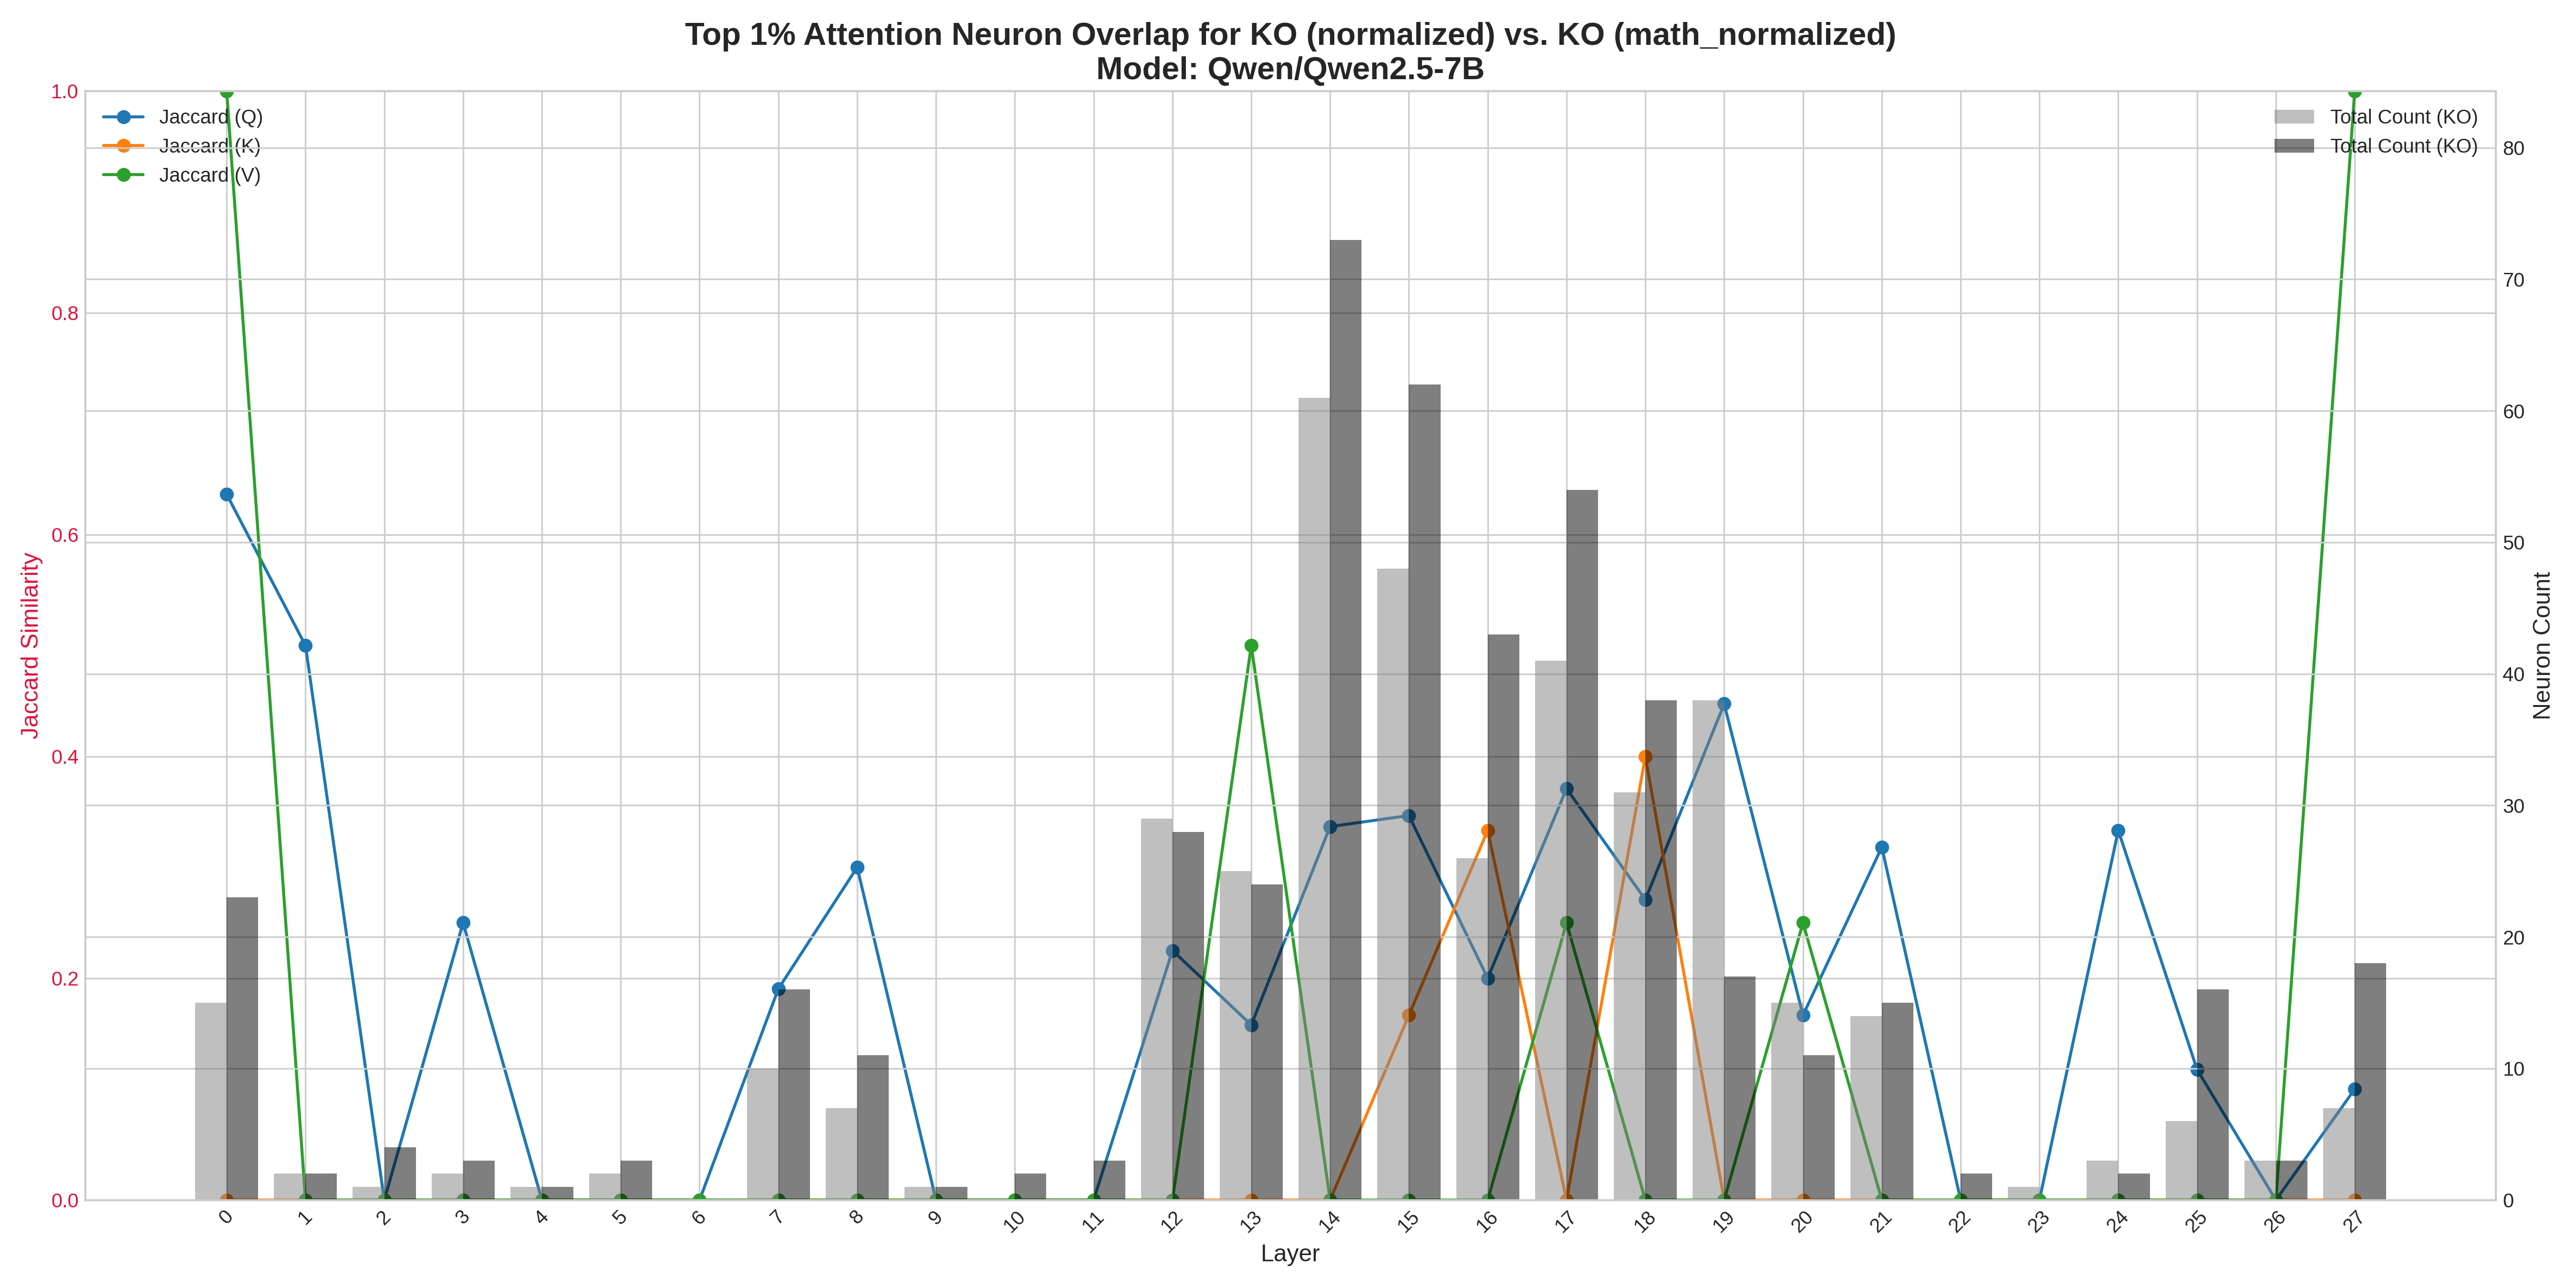 Top 1% Attention Neuron Overlap for KO (normalized) vs. KO (math_normalized)
Model: Qwen/Qwen2.5-7B
Jaccard (Q)
Jaccard (K)
Jaccard (V)
Total Count (KO)
Total Count (KO)
Jaccard Similarity
1.0
0.8
0.6
0.4
0.2
0.0
Neuron Count
80
70
60
50
40
30
20
10
0
0 1 2 3 4 5 6 7 8 9 10 11 12 13 14 15 16 17 18 19 20 21 22 23 24 25 26 27
Layer